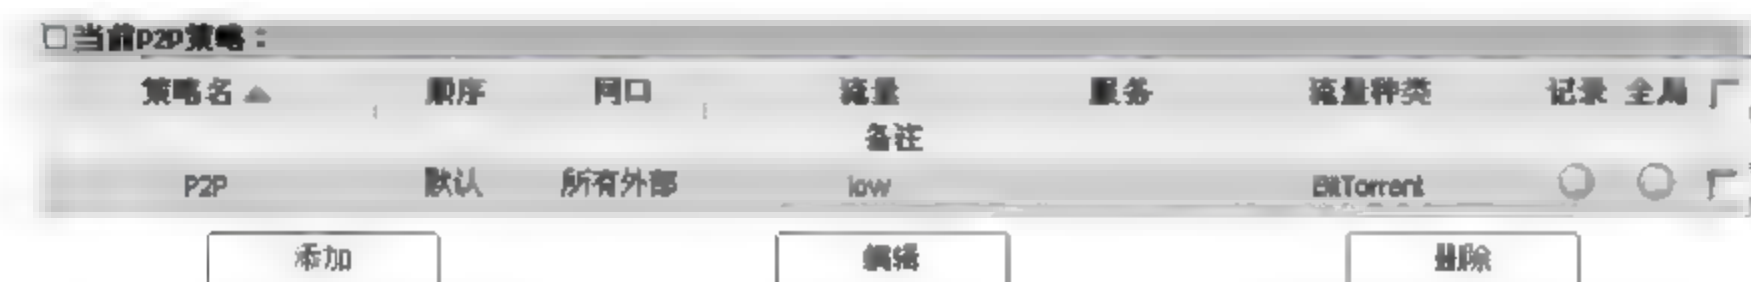 当前P2P策略：
策略名 顺序 网口 流量 服务 流量种类 记录 全局
备注
P2P 默认 所有外部 low BitTorrent
添加 编辑 删除